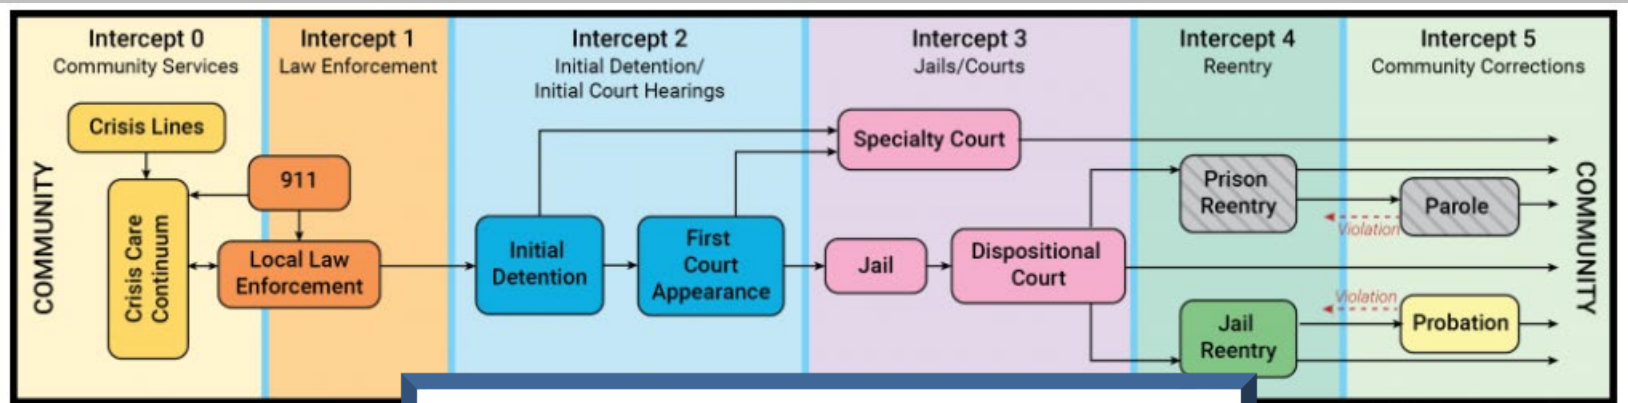 Intercept 0
Community Services
Intercept 1
Law Enforcement
Intercept 2
Initial Detention/
Initial Court Hearings
Intercept 3
Jails/Courts
Intercept 4
Reentry
Intercept 5
Community Corrections
COMMUNITY
Crisis Lines
Crisis Care
Continuum
911
Local Law
Enforcement
Initial
Detention
First
Court
Appearance
Specialty Court
Jail
Dispositional
Court
Prison
Reentry
Jail
Reentry
Violation
Parole
Violation
Probation
COMMUNITY